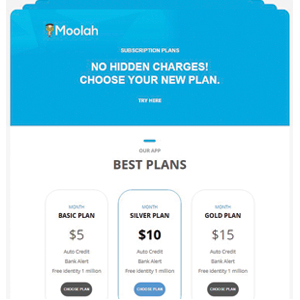 Moolah
SUBSCRIPTION PLANS
NO HIDDEN CHARGES!
CHOOSE YOUR NEW PLAN.
TRY HERE
OUR APP
BEST PLANS
MONTH
BASIC PLAN
$5
Auto Credit
Bank Alert
Free identity 1 million
CHOOSE PLAN
MONTH
SILVER PLAN
$10
Auto Credit
Bank Alert
Free identity 1 million
CHOOSE PLAN
MONTH
GOLD PLAN
$15
Auto Credit
Bank Alert
Free identity 1 million
CHOOSE PLAN